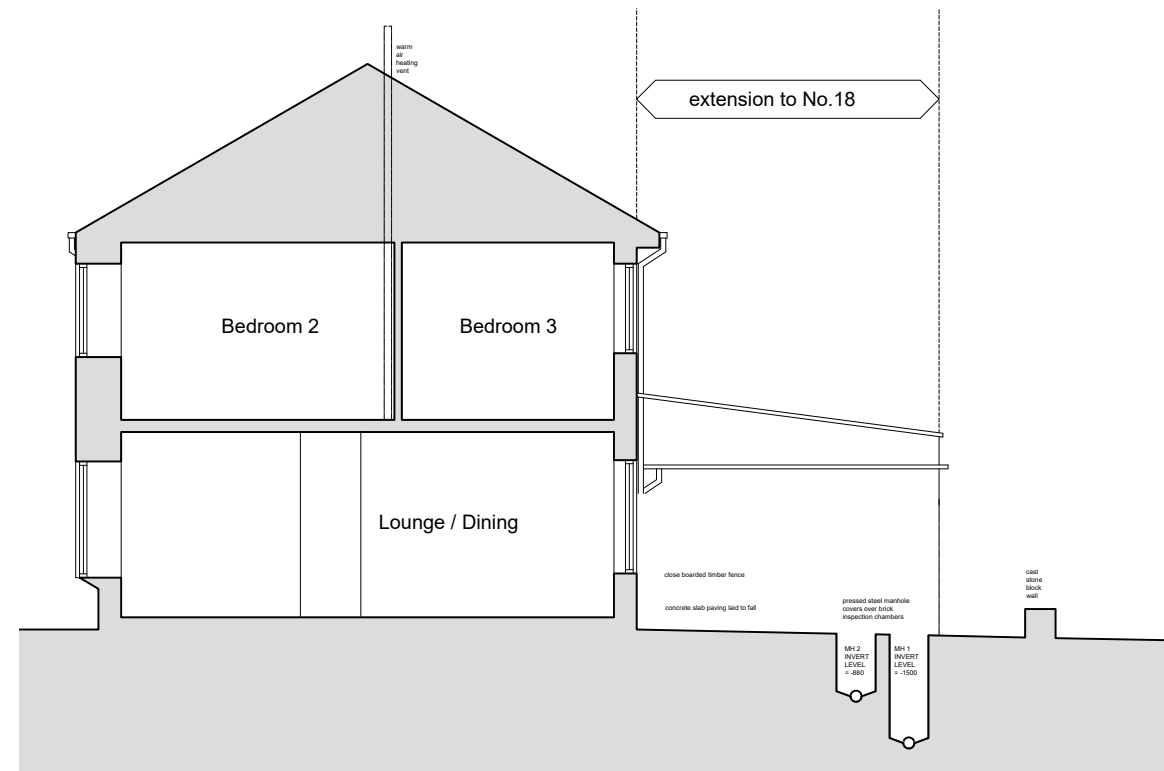 warm
air
heating
vent
extension to No.18
Bedroom 2
Bedroom 3
Lounge / Dining
close boarded timber fence
concrete slab paving laid to fall
pressed steel manhole
covers over brick
inspection chambers
cast
stone
block
wall
MH 2
INVERT
LEVEL
= -880
MH 1
INVERT
LEVEL
= -1500